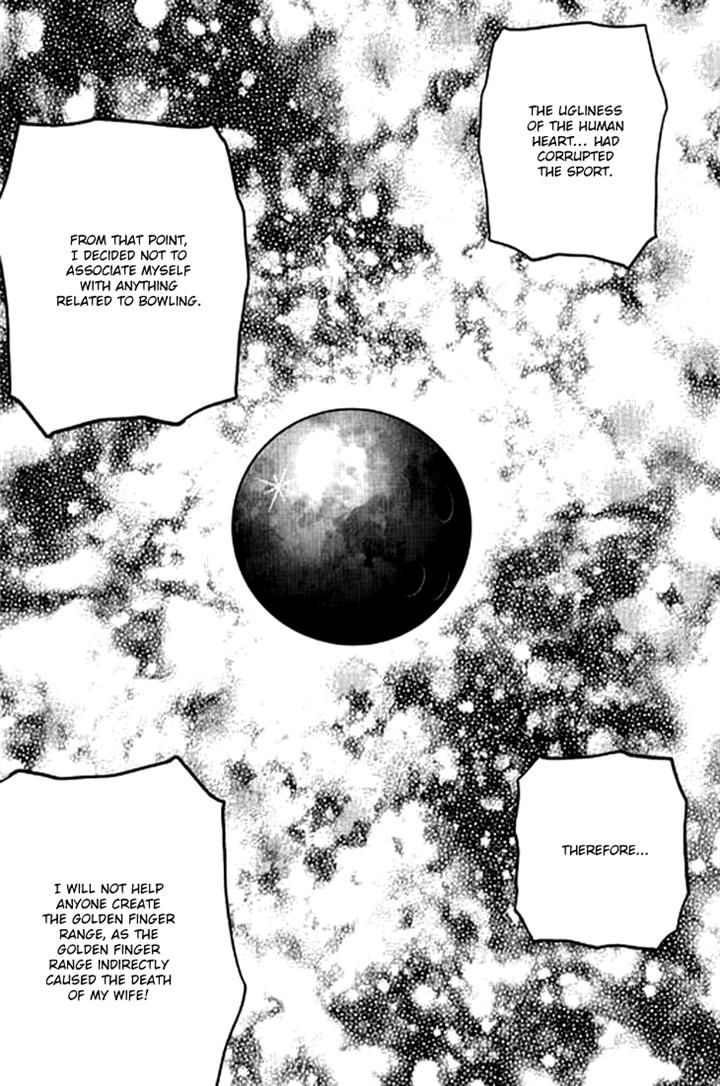 THE UGLINESS
OF THE HUMAN
HEART... HAD
CORRUPTED
THE SPORT.
FROM THAT POINT,
I DECIDED NOT TO
ASSOCIATE MYSELF
WITH ANYTHING
RELATED TO BOWLING.
THEREFORE...
I WILL NOT HELP
ANYONE CREATE
THE GOLDEN FINGER
RANGE, AS THE
GOLDEN FINGER
RANGE INDIRECTLY
CAUSED THE DEATH
OF MY WIFE!